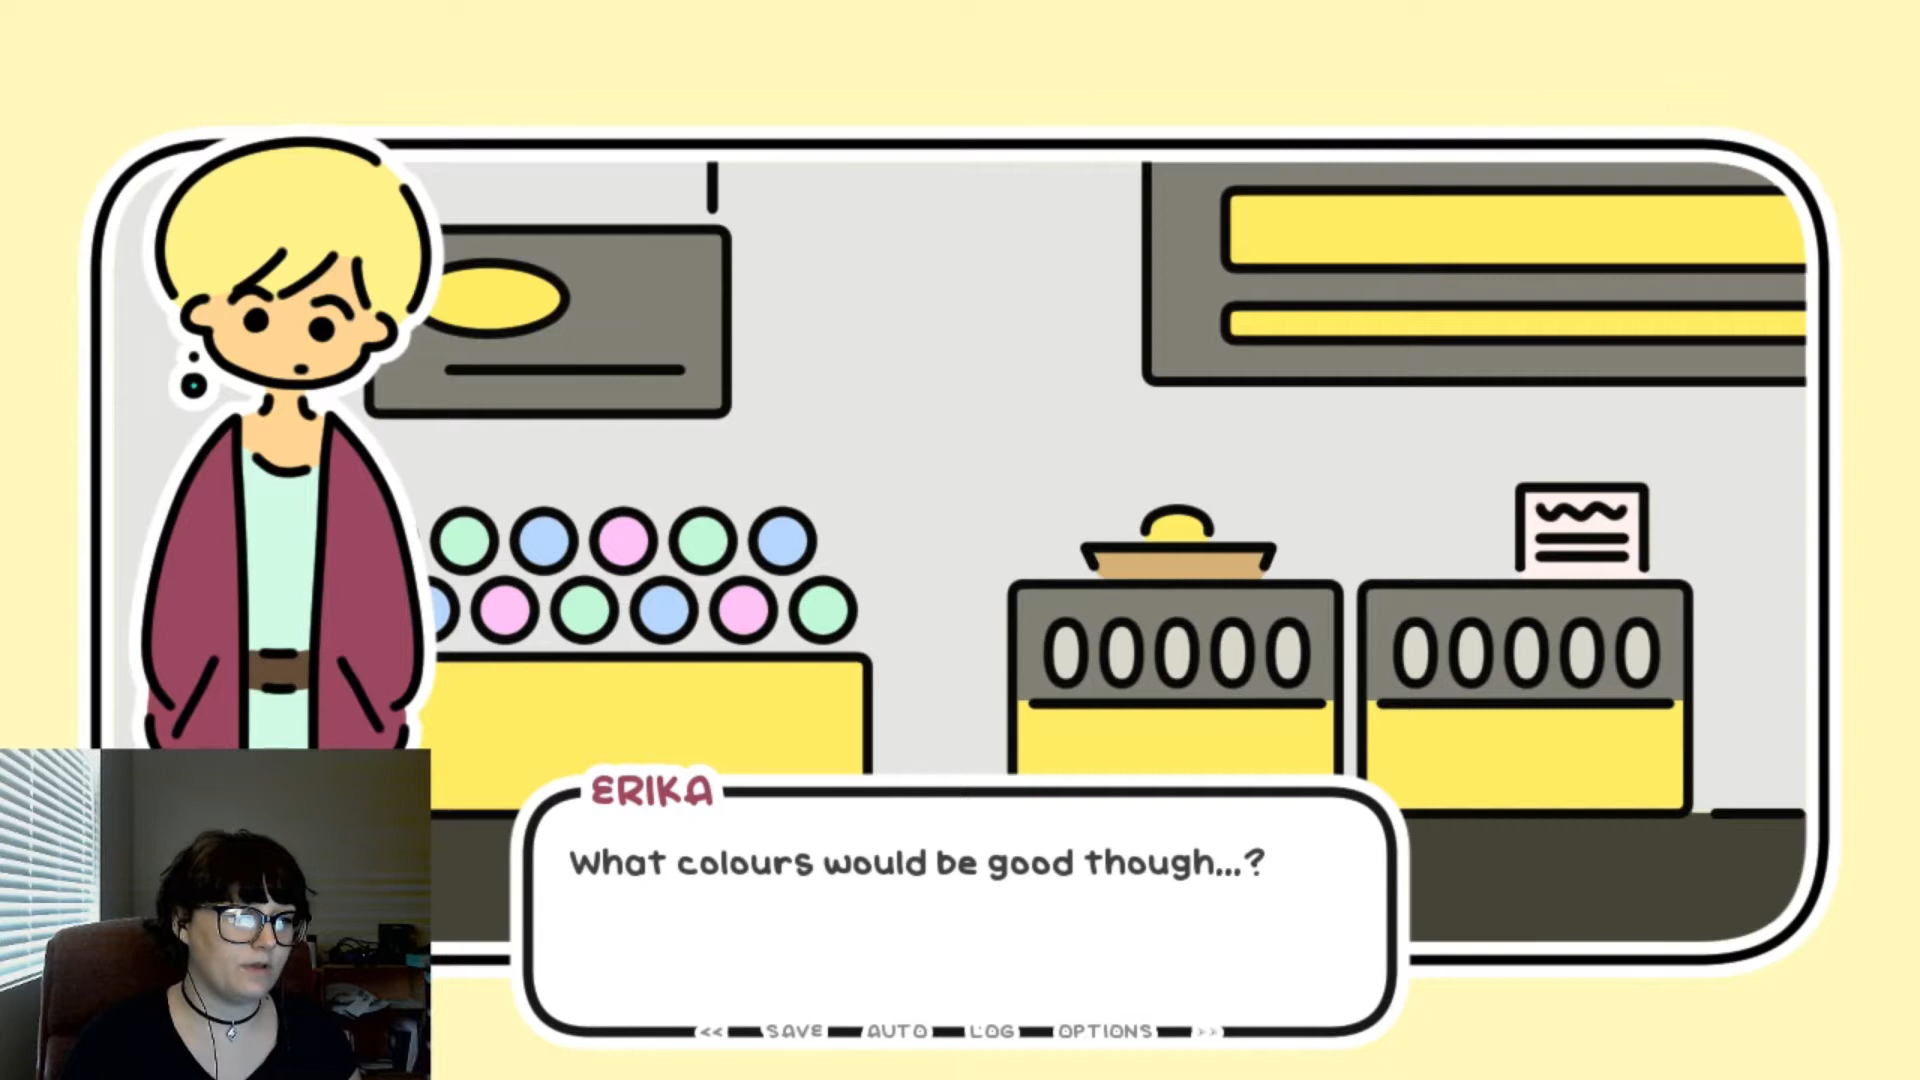 ERIKA
What colours would be good though...?
<< SAVE AUTO LOG OPTIONS >>